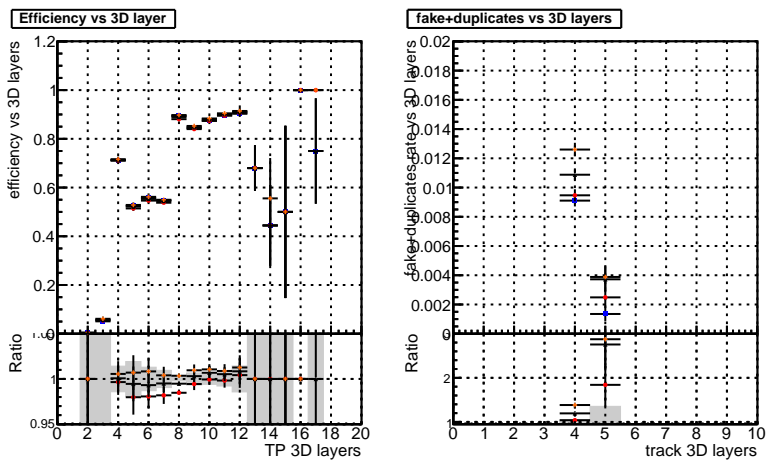 Efficiency vs 3D layer
efficiency vs 3D layers
1.2
1
0.8
0.6
0.4
0.2
0
Ratio
1
0.95
0 2 4 6 8 10 12 14 16 18 20
TP 3D layers
fake+duplicates vs 3D layers
fake+duplicates rate vs 3D layers
0.02
0.018
0.016
0.014
0.012
0.01
0.008
0.006
0.004
0.002
0
Ratio
2
1
0 1 2 3 4 5 6 7 8 9 10
track 3D layers